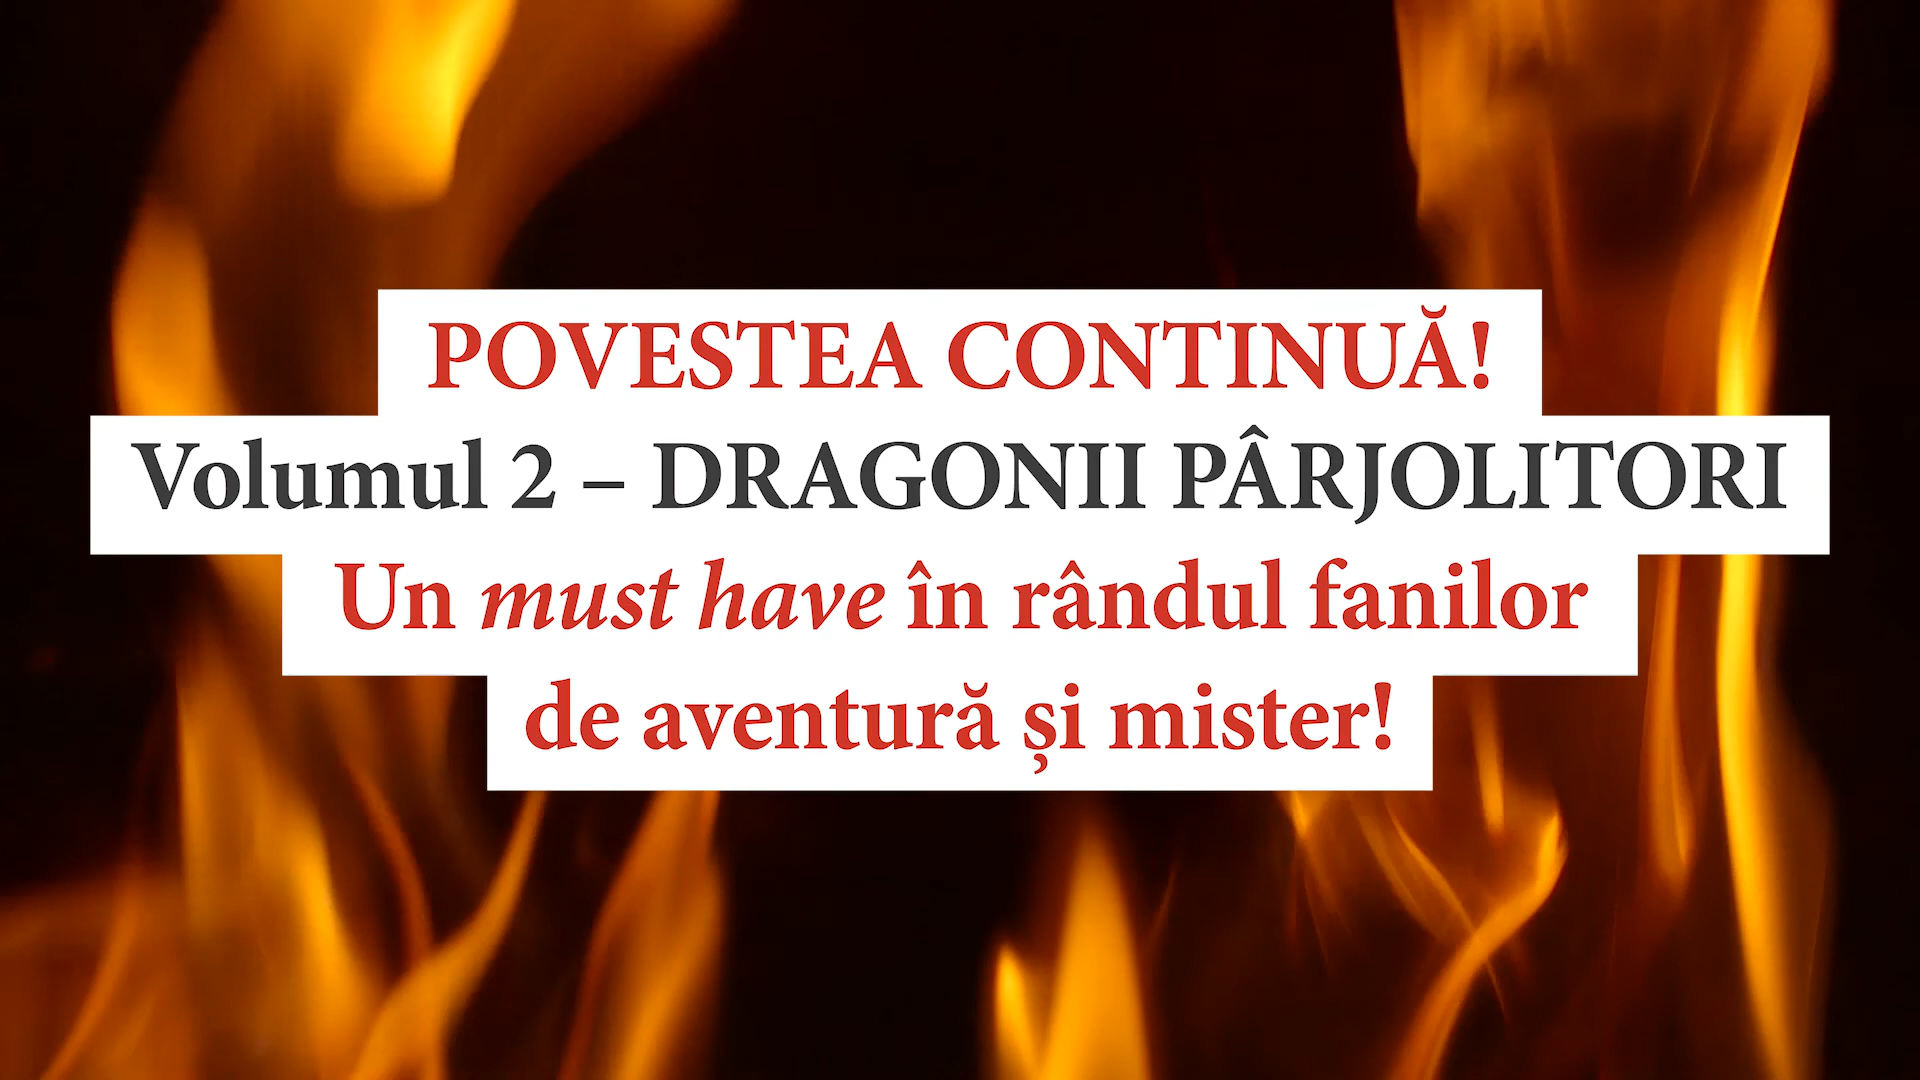 POVESTEA CONTINUĂ!
Volumul 2 – DRAGONII PÂRJOLITORI
Un must have în rândul fanilor
de aventură și mister!